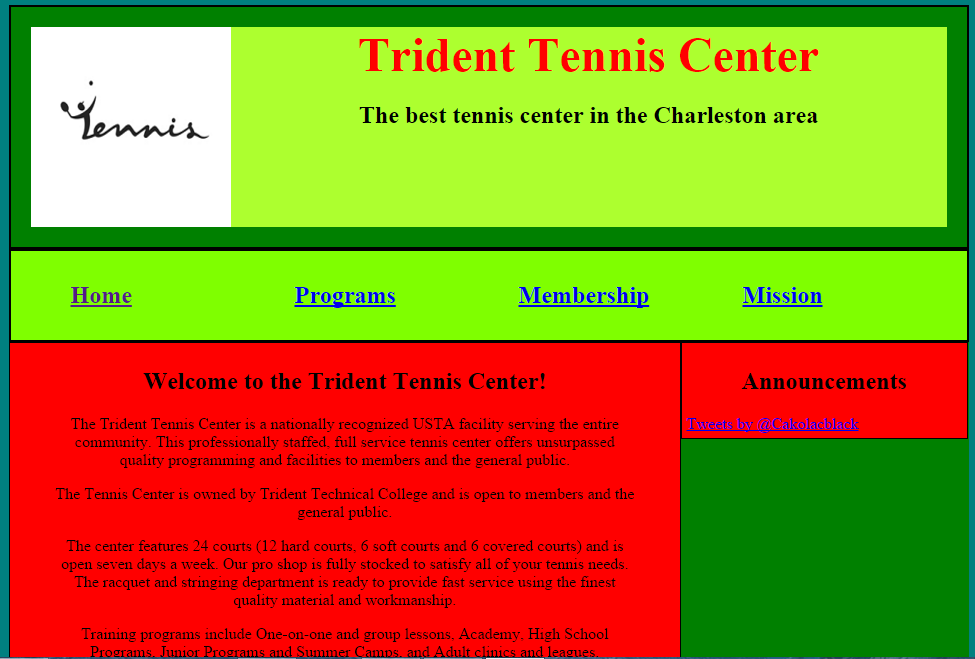 Tennis
Trident Tennis Center
The best tennis center in the Charleston area
Home Programs Membership Mission
Welcome to the Trident Tennis Center!
The Trident Tennis Center is a nationally recognized USTA facility serving the entire
community. This professionally staffed, full service tennis center offers unsurpassed
quality programming and facilities to members and the general public.
The Tennis Center is owned by Trident Technical College and is open to members and the
general public.
The center features 24 courts (12 hard courts, 6 soft courts and 6 covered courts) and is
open seven days a week. Our pro shop is fully stocked to satisfy all of your tennis needs.
The racquet and stringing department is ready to provide fast service using the finest
quality material and workmanship.
Training programs include One-on-one and group lessons, Academy, High School
Programs, Junior Programs and Summer Camps, and Adult clinics and leagues.
Announcements
Tweets by @Cakolacblack